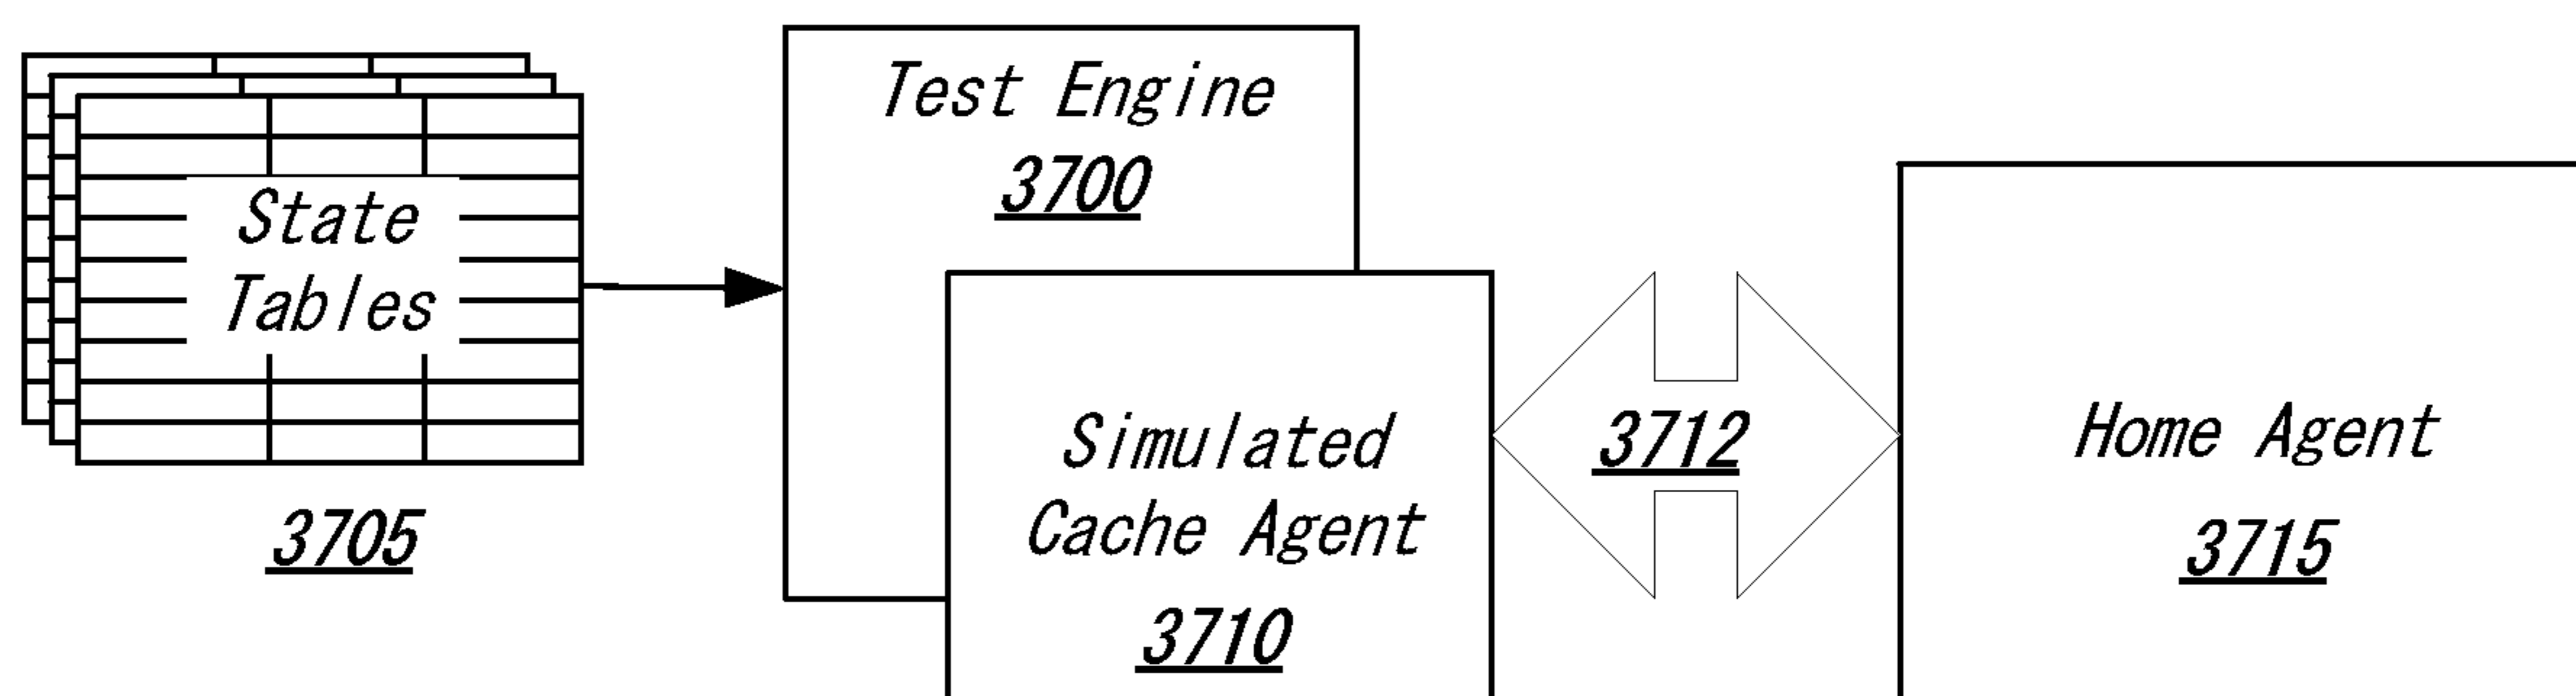 State
Tables
3705
Test Engine
3700
Simulated
Cache Agent
3710
3712
Home Agent
3715